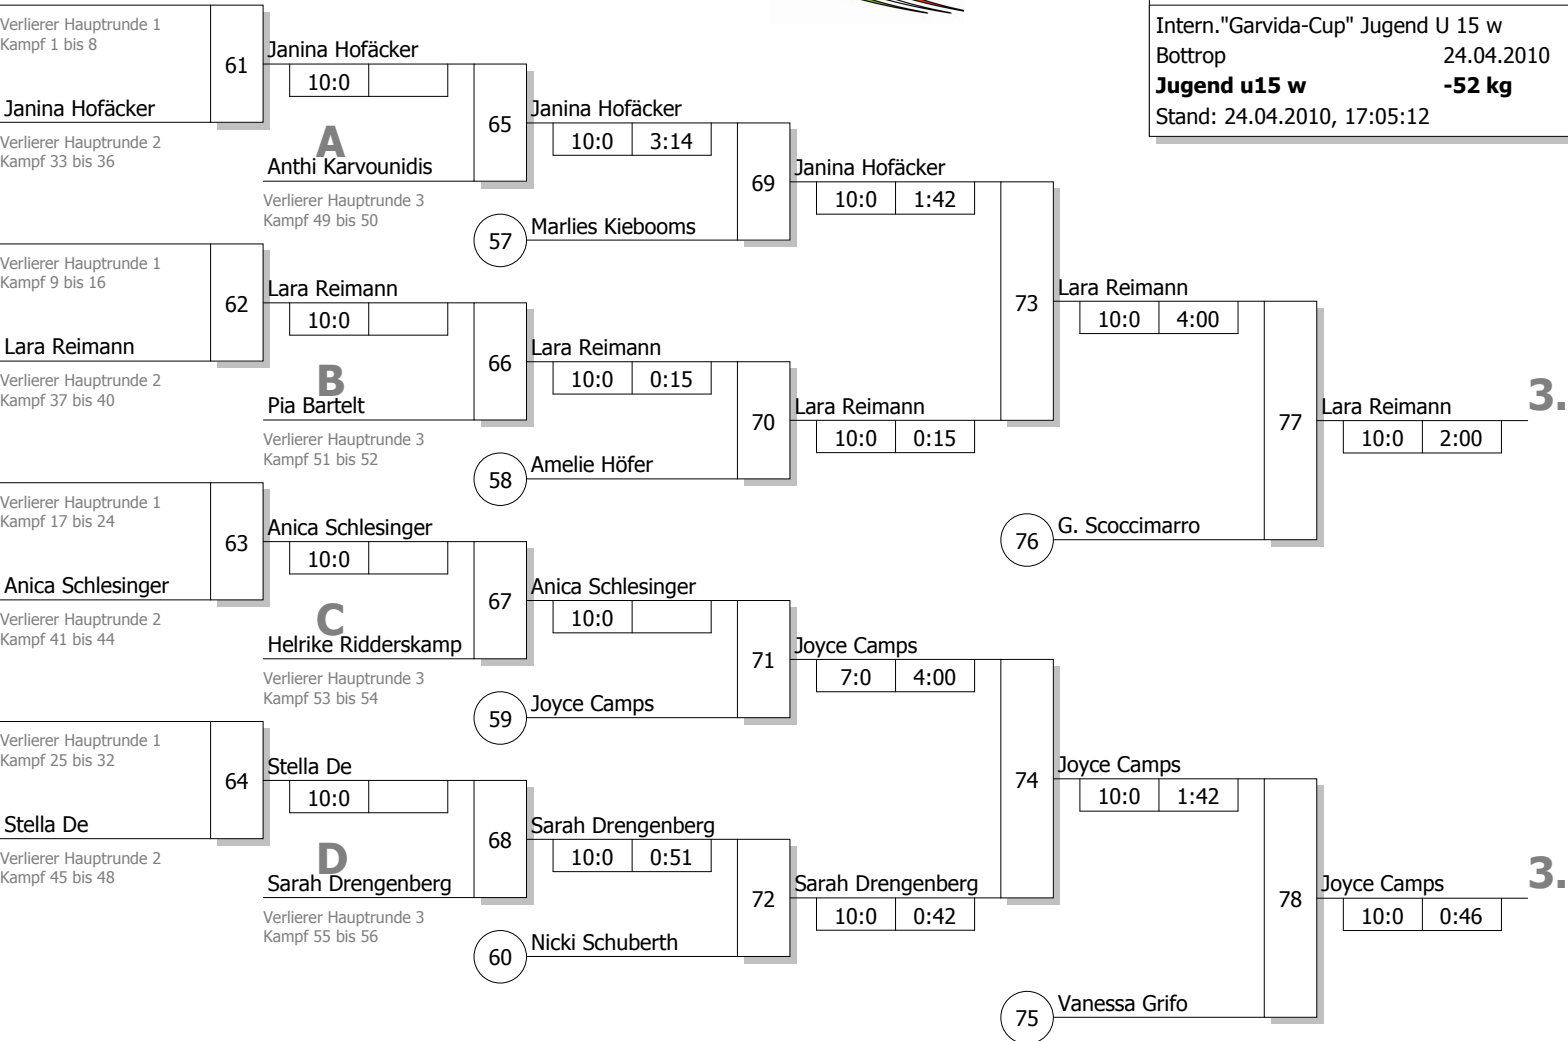 Intern."Garvida-Cup" Jugend U 15 w
Bottrop 24.04.2010
Jugend u15 w -52 kg
Stand: 24.04.2010, 17:05:12
Verlierer Hauptrunde 1
Kampf 1 bis 8
61
Janina Hofäcker
10:0
Janina Hofäcker
Verlierer Hauptrunde 2
Kampf 33 bis 36
A
Anthi Karvounidis
Verlierer Hauptrunde 3
Kampf 49 bis 50
65
Janina Hofäcker
10:0 3:14
57
Marlies Kiebooms
69
Janina Hofäcker
10:0 1:42
Verlierer Hauptrunde 1
Kampf 9 bis 16
62
Lara Reimann
10:0
Lara Reimann
Verlierer Hauptrunde 2
Kampf 37 bis 40
B
Pia Bartelt
Verlierer Hauptrunde 3
Kampf 51 bis 52
66
Lara Reimann
10:0 0:15
58
Amelie Höfer
70
Lara Reimann
10:0 0:15
73
Lara Reimann
10:0 4:00
76
G. Scoccimarro
77
Lara Reimann
10:0 2:00
3.
Verlierer Hauptrunde 1
Kampf 17 bis 24
63
Anica Schlesinger
10:0
Anica Schlesinger
Verlierer Hauptrunde 2
Kampf 41 bis 44
C
Helrike Ridderskamp
Verlierer Hauptrunde 3
Kampf 53 bis 54
67
Anica Schlesinger
10:0
59
Joyce Camps
71
Joyce Camps
7:0 4:00
Verlierer Hauptrunde 1
Kampf 25 bis 32
64
Stella De
10:0
Stella De
Verlierer Hauptrunde 2
Kampf 45 bis 48
D
Sarah Drengenberg
Verlierer Hauptrunde 3
Kampf 55 bis 56
68
Sarah Drengenberg
10:0 0:51
60
Nicki Schuberth
72
Sarah Drengenberg
10:0 0:42
74
Joyce Camps
10:0 1:42
75
Vanessa Grifo
78
Joyce Camps
10:0 0:46
3.